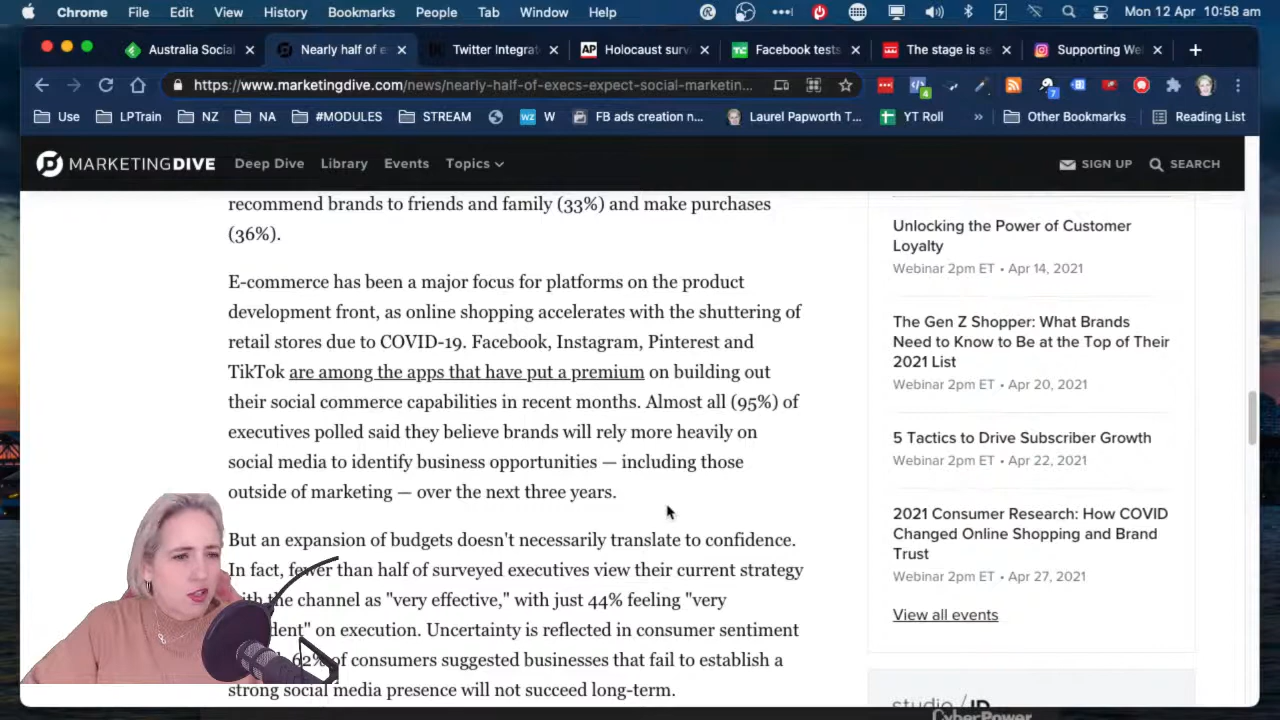 Chrome File Edit View History Bookmarks People Tab Window Help Mon 12 Apr 10:58 am
Australia Social Nearly half of e Twitter Integrat AP Holocaust surv TC Facebook tests The stage is se Supporting We
https://www.marketingdive.com/news/nearly-half-of-execs-expect-social-marketin... 4 7
Use LPTrain NZ NA #MODULES STREAM WZ W FB ads creation n... Laurel Papworth T... YT Roll » Other Bookmarks Reading List
MARKETINGDIVE Deep Dive Library Events Topics SIGN UP SEARCH
recommend brands to friends and family (33%) and make purchases
(36%).
E-commerce has been a major focus for platforms on the product
development front, as online shopping accelerates with the shuttering of
retail stores due to COVID-19. Facebook, Instagram, Pinterest and
TikTok are among the apps that have put a premium on building out
their social commerce capabilities in recent months. Almost all (95%) of
executives polled said they believe brands will rely more heavily on
social media to identify business opportunities — including those
outside of marketing — over the next three years.
But an expansion of budgets doesn't necessarily translate to confidence.
In fact, fewer than half of surveyed executives view their current strategy
with the channel as "very effective," with just 44% feeling "very
dent" on execution. Uncertainty is reflected in consumer sentiment
62% of consumers suggested businesses that fail to establish a
strong social media presence will not succeed long-term.
Unlocking the Power of Customer
Loyalty
Webinar 2pm ET • Apr 14, 2021
The Gen Z Shopper: What Brands
Need to Know to Be at the Top of Their
2021 List
Webinar 2pm ET • Apr 20, 2021
5 Tactics to Drive Subscriber Growth
Webinar 2pm ET • Apr 22, 2021
2021 Consumer Research: How COVID
Changed Online Shopping and Brand
Trust
Webinar 2pm ET • Apr 27, 2021
View all events
studio/ID
CyberPower